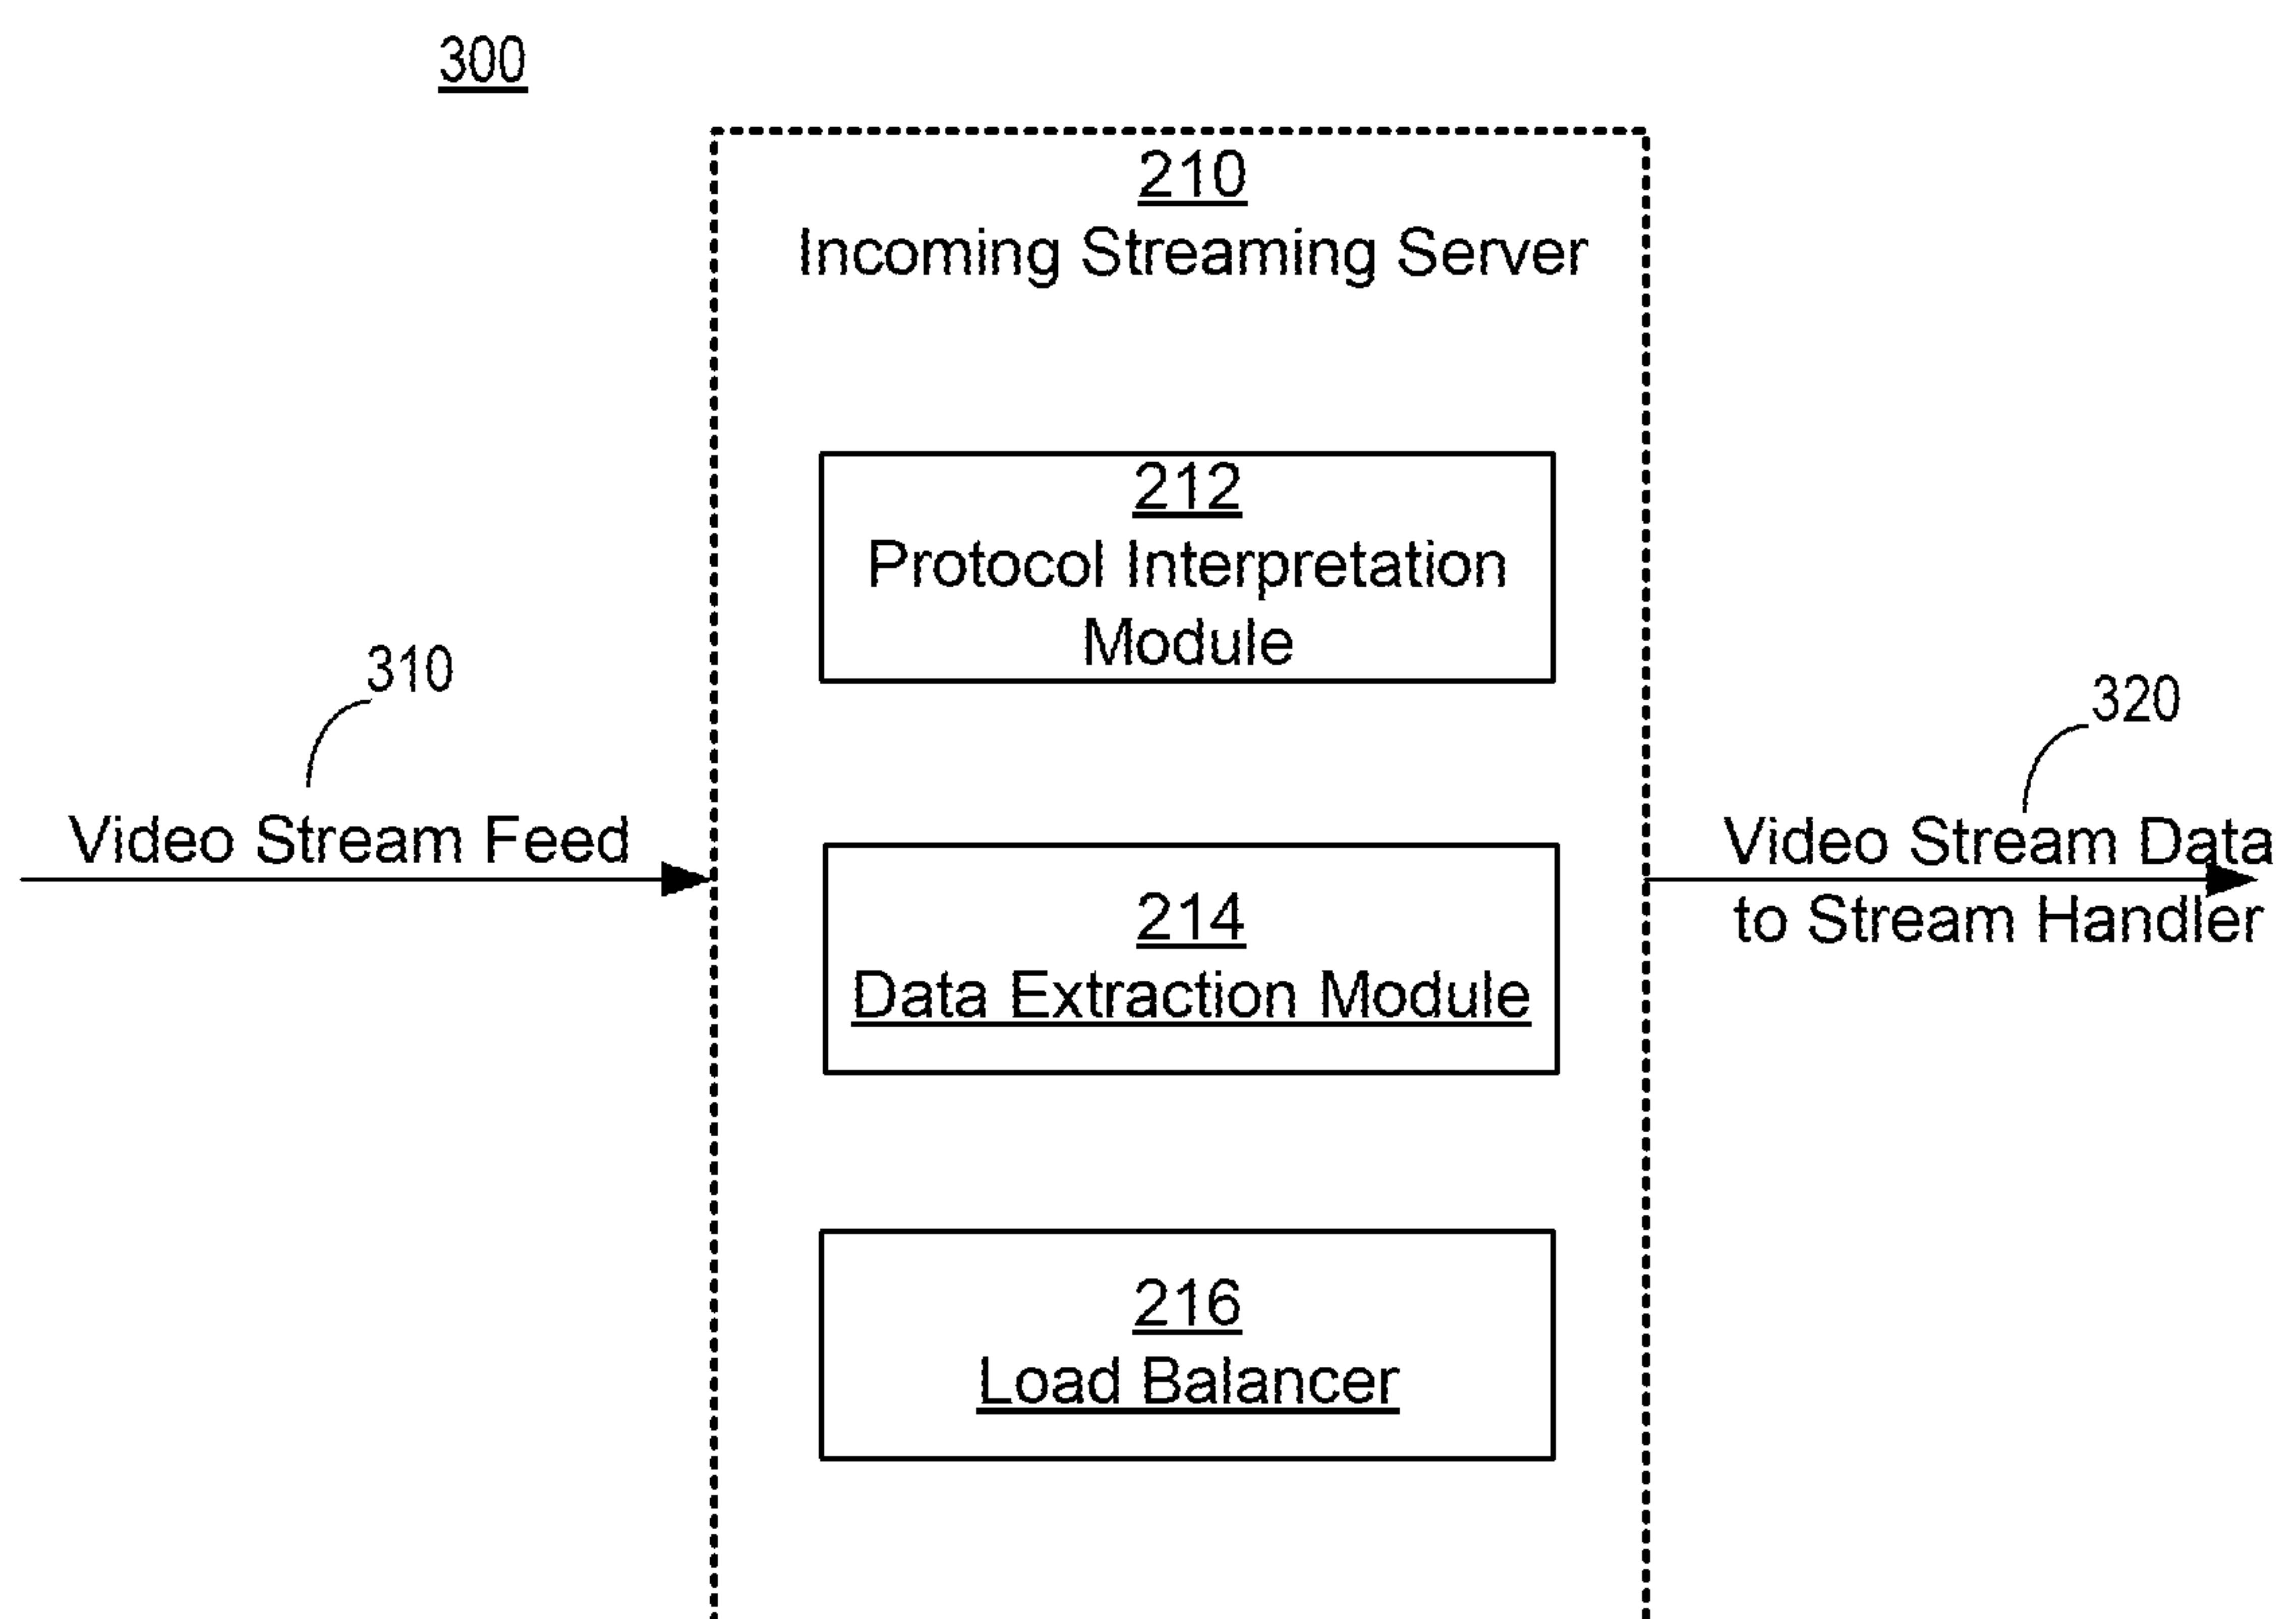 300
210
Incoming Streaming Server
212
Protocol Interpretation
Module
310
Video Stream Feed
214
Data Extraction Module
320
Video Stream Data
to Stream Handler
216
Load Balancer